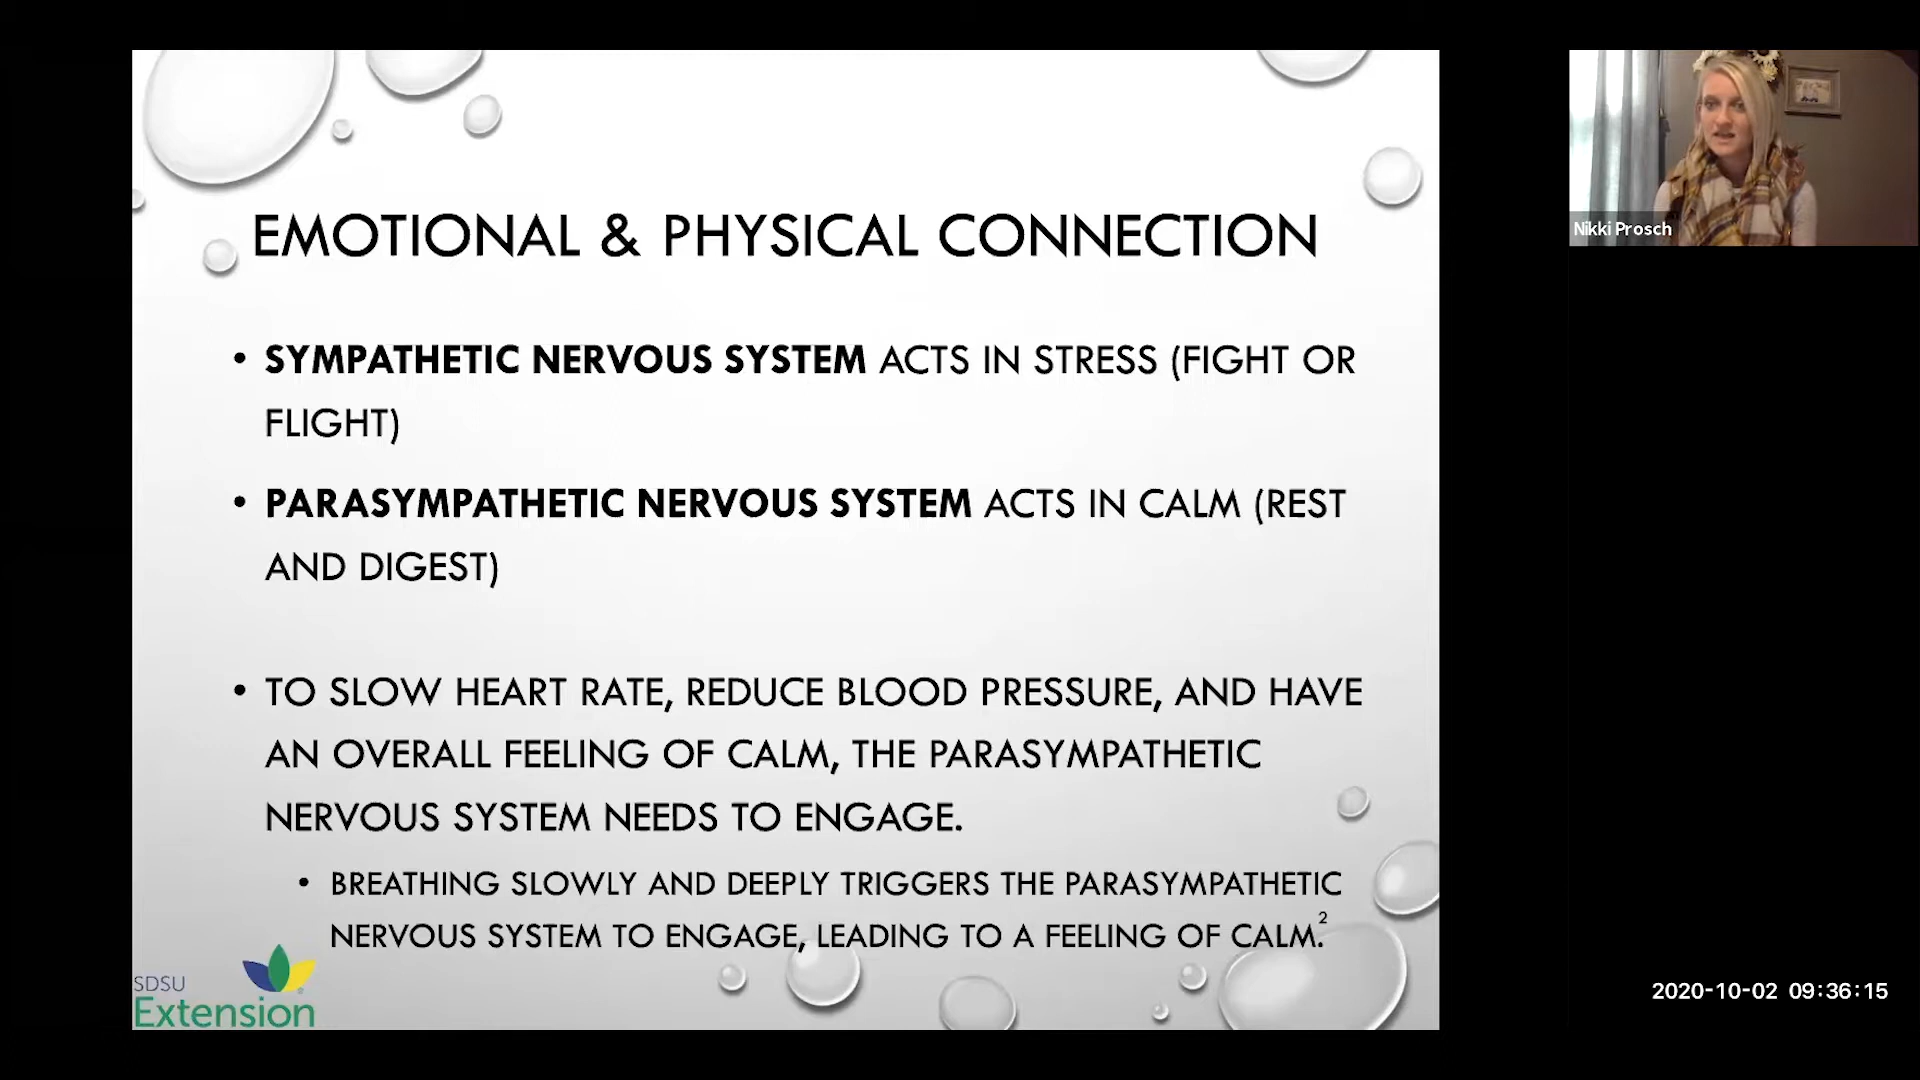 EMOTIONAL & PHYSICAL CONNECTION
• SYMPATHETIC NERVOUS SYSTEM ACTS IN STRESS (FIGHT OR
FLIGHT)
• PARASYMPATHETIC NERVOUS SYSTEM ACTS IN CALM (REST
AND DIGEST)
• TO SLOW HEART RATE, REDUCE BLOOD PRESSURE, AND HAVE
AN OVERALL FEELING OF CALM, THE PARASYMPATHETIC
NERVOUS SYSTEM NEEDS TO ENGAGE.
• BREATHING SLOWLY AND DEEPLY TRIGGERS THE PARASYMPATHETIC
NERVOUS SYSTEM TO ENGAGE, LEADING TO A FEELING OF CALM.²
SDSU
Extension
Nikki Prosch
2020-10-02 09:36:15